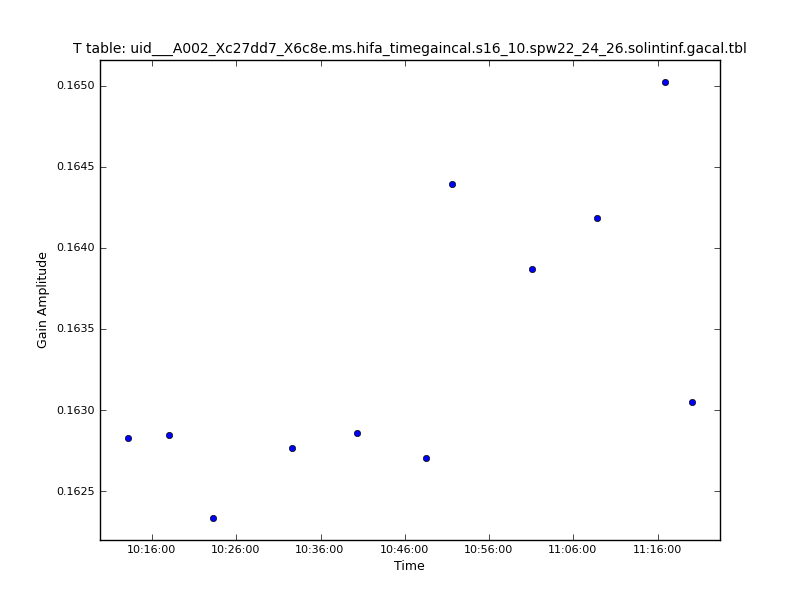 T table: uid___A002_Xc27dd7_X6c8e.ms.hifa_timegaincal.s16_10.spw22_24_26.solintinf.gacal.tbl
0.1650
0.1645
0.1640
0.1635
0.1630
0.1625
Gain Amplitude
10:16:00 10:26:00 10:36:00 10:46:00 10:56:00 11:06:00 11:16:00
Time